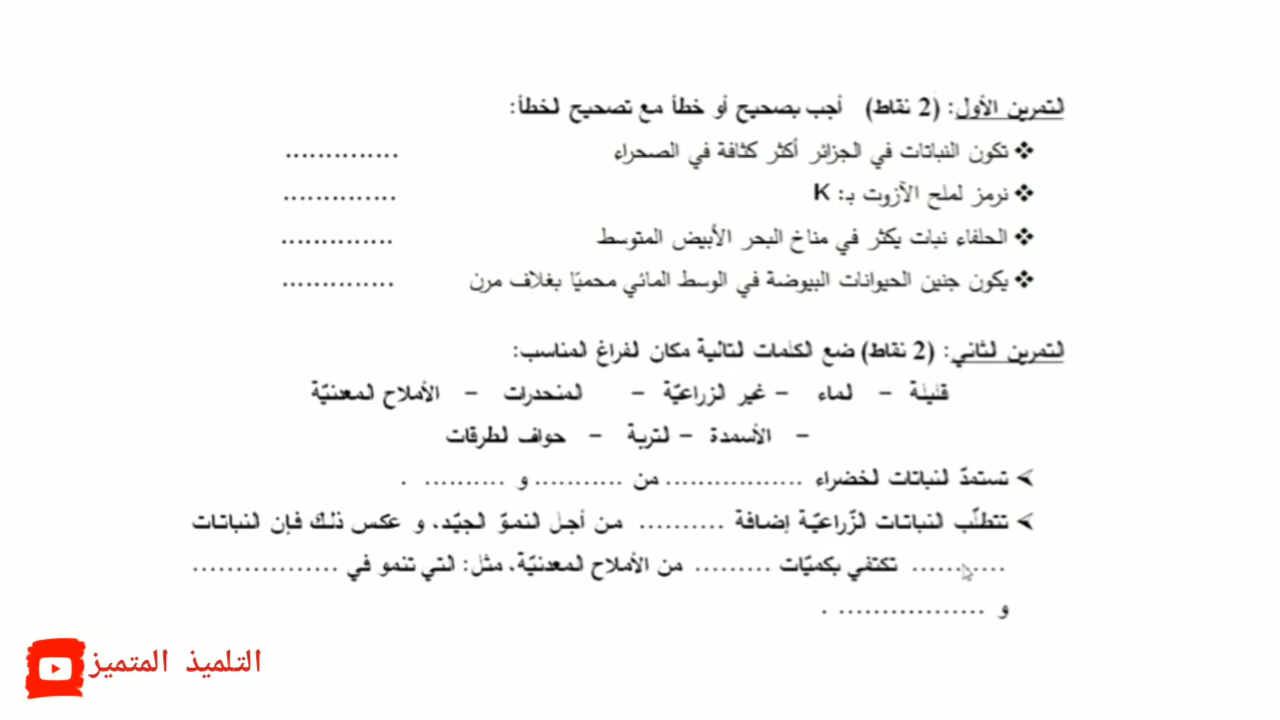 التمرين الأول: (2 نقاط) أجب بصحيح أو خطأ مع تصحيح الخطأ:
❖ تكون النباتات في الجزائر أكثر كثافة في الصحراء ..............
❖ نرمز لملح الآزوت بـ: K ..............
❖ الحلفاء نبات يكثر في مناخ البحر الأبيض المتوسط ..............
❖ يكون جنين الحيوانات البيوضة في الوسط المائي محميّا بغلاف مرن ..............
التمرين الثاني: (2 نقاط) ضع الكلمات التالية مكان الفراغ المناسب:
قليلة – الماء – غير الزراعيّة – المنحدرات – الأملاح المعدنيّة
– الأسمدة – التربة – حواف الطرقات
➢ تستمدّ النباتات الخضراء ................. من ........... و .......... .
➢ تتطلّب النباتات الزّراعيّة إضافة .......... من أجل النموّ الجيّد، و عكس ذلك فإن النباتات
............ تكتفي بكميّات .......... من الأملاح المعدنيّة، مثل: التي تنمو في .................
و ................. .
التلميذ المتميز